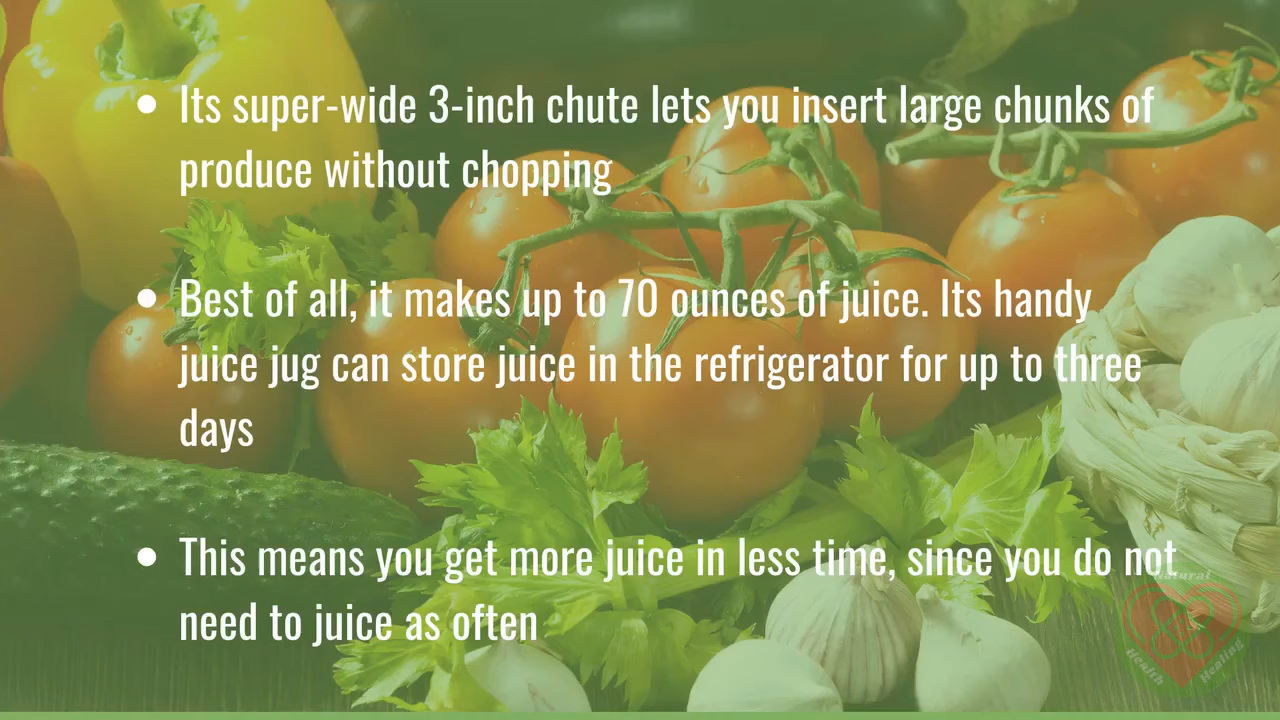 • Its super-wide 3-inch chute lets you insert large chunks of
produce without chopping
• Best of all, it makes up to 70 ounces of juice. Its handy
juice jug can store juice in the refrigerator for up to three
days
• This means you get more juice in less time, since you do not
need to juice as often
Natural
Health Healing